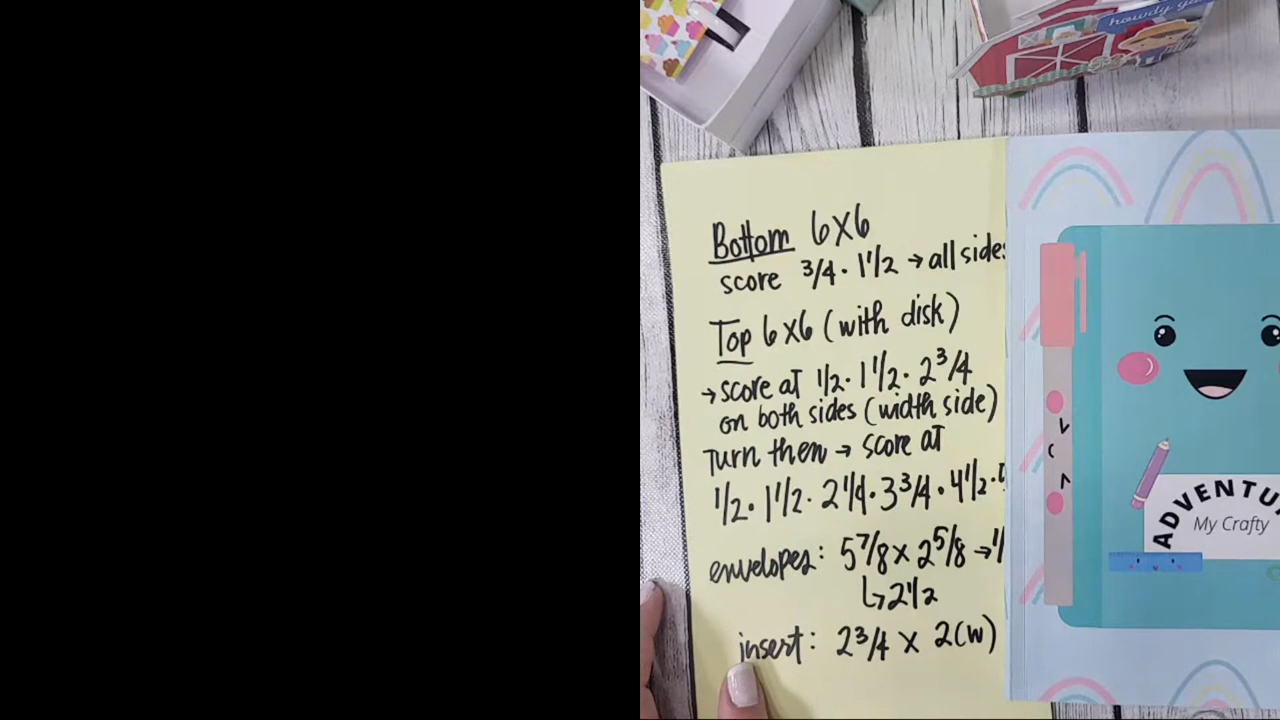 howdy
Bottom 6X6
score 3/4 · 1 1/2 → all sides
Top 6X6 (with disk)
→ score at 1/2 · 1 1/2 · 2 3/4
on both sides (width side)
Turn then → score at
1/2 · 1 1/2 · 2 1/4 · 3 3/4 · 4 1/2 ·
envelopes: 5 7/8 x 2 5/8 →
↳ 2 1/2
insert: 2 3/4 x 2 (w)
My Crafty